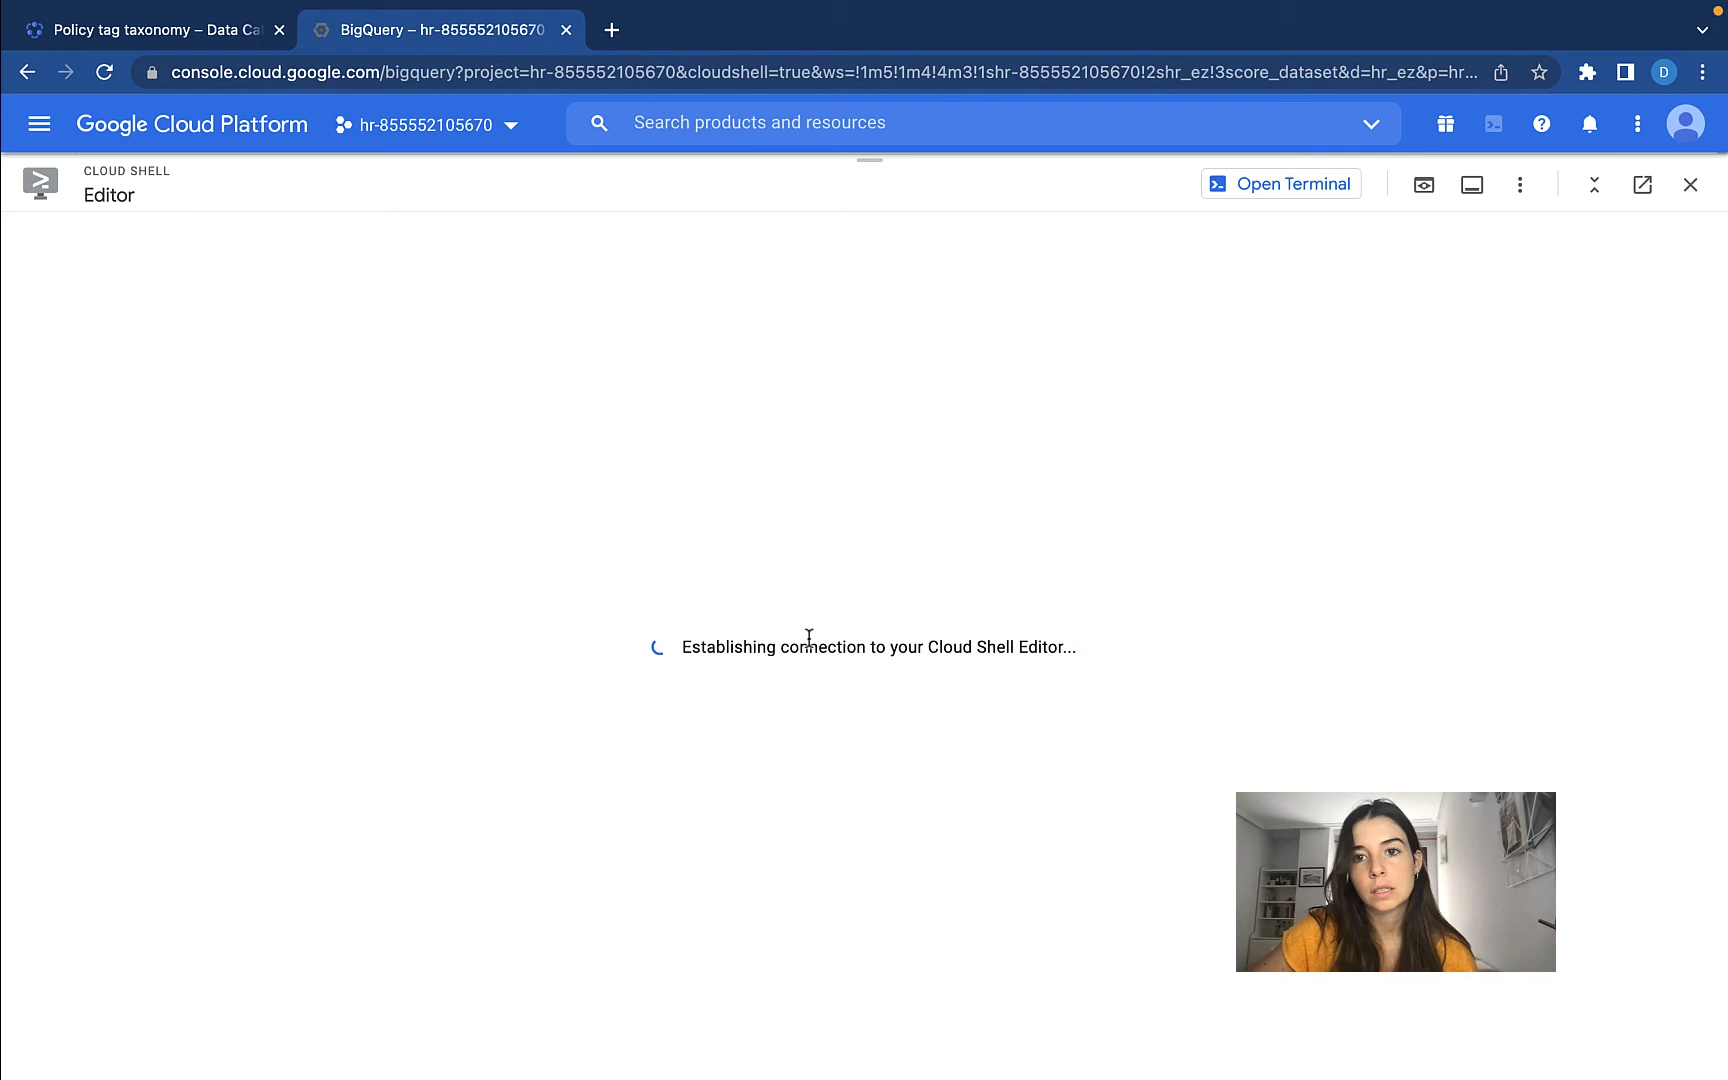 Policy tag taxonomy – Data Ca
BigQuery – hr-855552105670
console.cloud.google.com/bigquery?project=hr-855552105670&cloudshell=true&ws=!1m5!1m4!4m3!1shr-855552105670!2shr_ez!3score_dataset&d=hr_ez&p=hr...
D
Google Cloud Platform
hr-855552105670
Search products and resources
CLOUD SHELL
Editor
Open Terminal
Establishing connection to your Cloud Shell Editor...